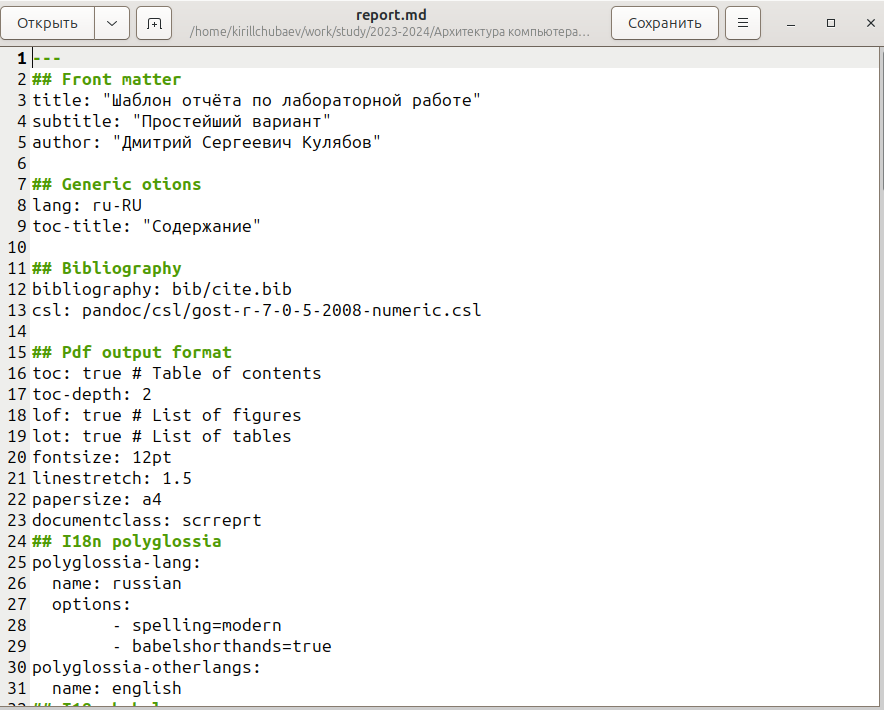 Открыть
report.md
/home/kirillchubaev/work/study/2023-2024/Архитектура компьютера…
Сохранить
1 ---
2 ## Front matter
3 title: "Шаблон отчёта по лабораторной работе"
4 subtitle: "Простейший вариант"
5 author: "Дмитрий Сергеевич Кулябов"
6
7 ## Generic otions
8 lang: ru-RU
9 toc-title: "Содержание"
10
11 ## Bibliography
12 bibliography: bib/cite.bib
13 csl: pandoc/csl/gost-r-7-0-5-2008-numeric.csl
14
15 ## Pdf output format
16 toc: true # Table of contents
17 toc-depth: 2
18 lof: true # List of figures
19 lot: true # List of tables
20 fontsize: 12pt
21 linestretch: 1.5
22 papersize: a4
23 documentclass: scrreprt
24 ## I18n polyglossia
25 polyglossia-lang:
26   name: russian
27   options:
28         - spelling=modern
29         - babelshorthands=true
30 polyglossia-otherlangs:
31   name: english